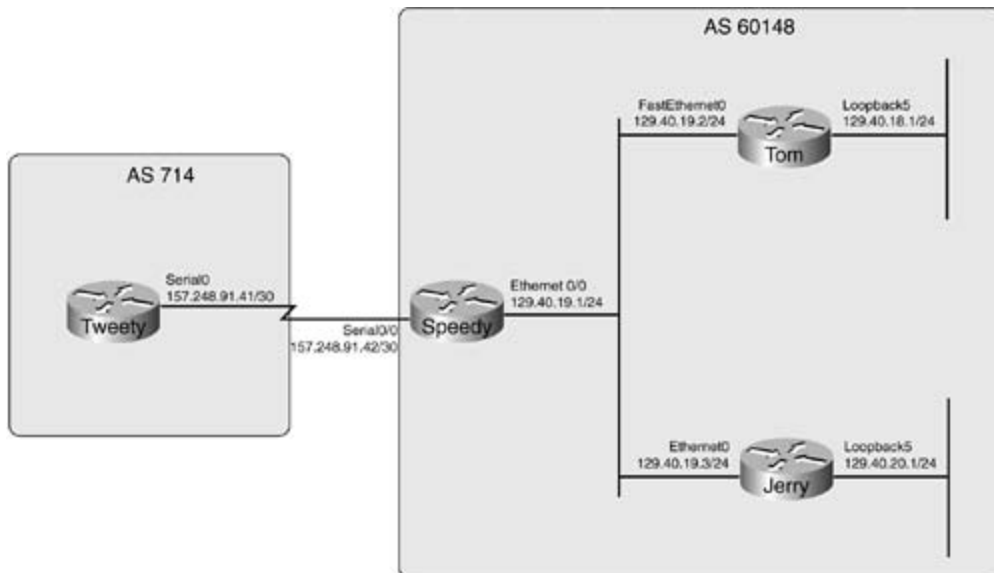 AS 60148
FastEthernet0
129.40.19.2/24
Loopback5
129.40.18.1/24
Tom
AS 714
Serial0
157.248.91.41/30
Tweety
Ethernet 0/0
129.40.19.1/24
Speedy
Serial0/0
157.248.91.42/30
Ethernet0
129.40.19.3/24
Loopback5
129.40.20.1/24
Jerry